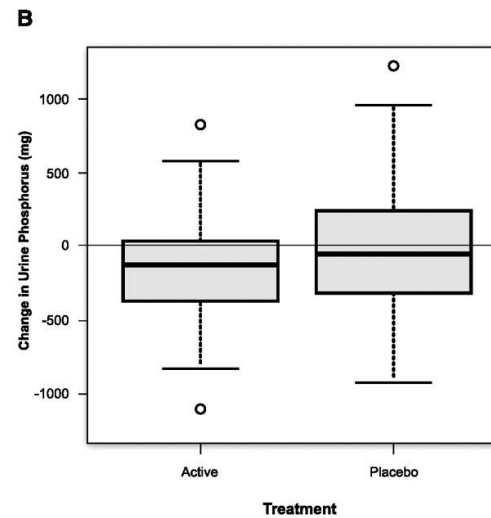 B
Change in Urine Phosphorus (mg)
1000
500
0
-500
-1000
Active Placebo
Treatment